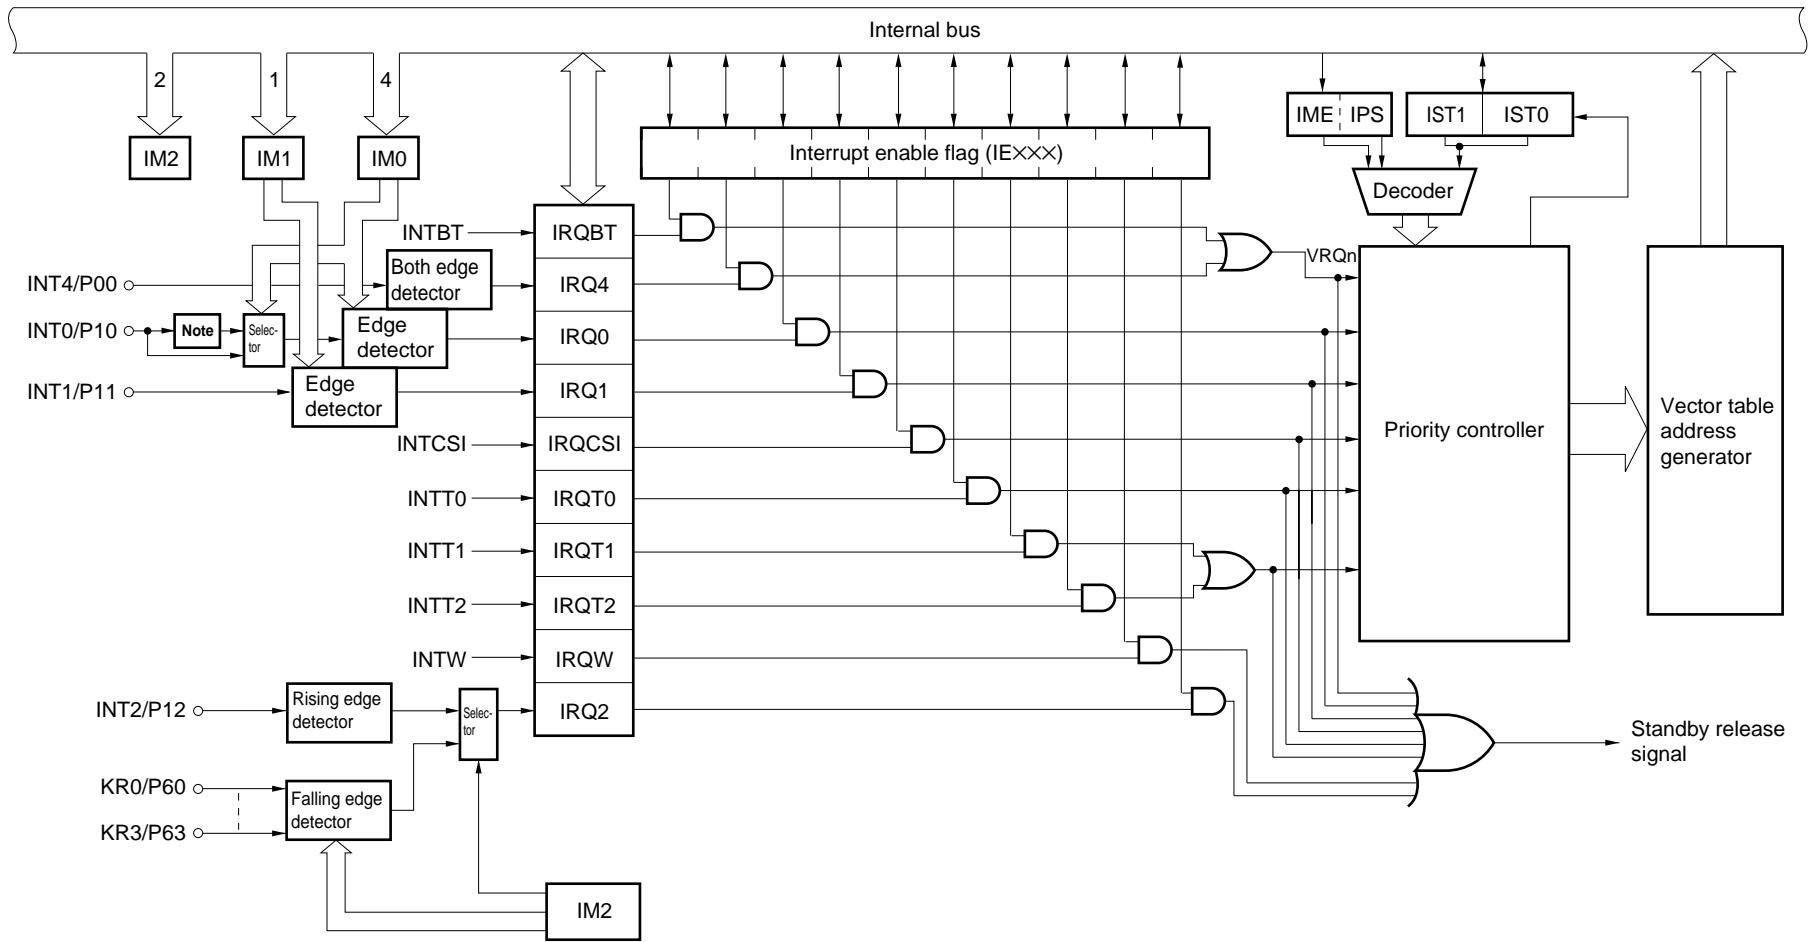 Internal bus
2
1
4
IM2
IM1
IM0
Interrupt enable flag (IE×××)
IME
IPS
IST1
IST0
Decoder
INTBT
IRQBT
VRQn
INT4/P00
Both edge
detector
IRQ4
INT0/P10
Note
Selec-
tor
Edge
detector
IRQ0
INT1/P11
Edge
detector
IRQ1
INTCSI
IRQCSI
Priority controller
Vector table
address
generator
INTT0
IRQT0
INTT1
IRQT1
INTT2
IRQT2
INTW
IRQW
INT2/P12
Rising edge
detector
Selec-
tor
IRQ2
Standby release
signal
KR0/P60
KR3/P63
Falling edge
detector
IM2